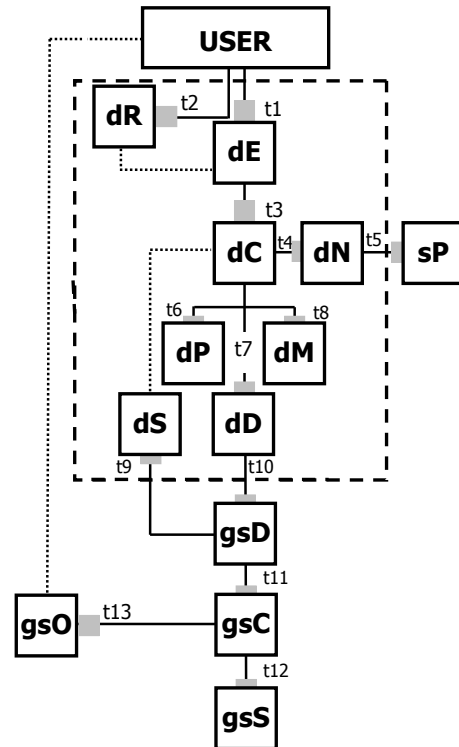 USER
t2
dR
t1
dE
t3
dC
t4
dN
t5
sP
t6
t8
dP
t7
dM
dS
dD
t9
t10
gsD
t11
gsO
t13
gsC
t12
gsS